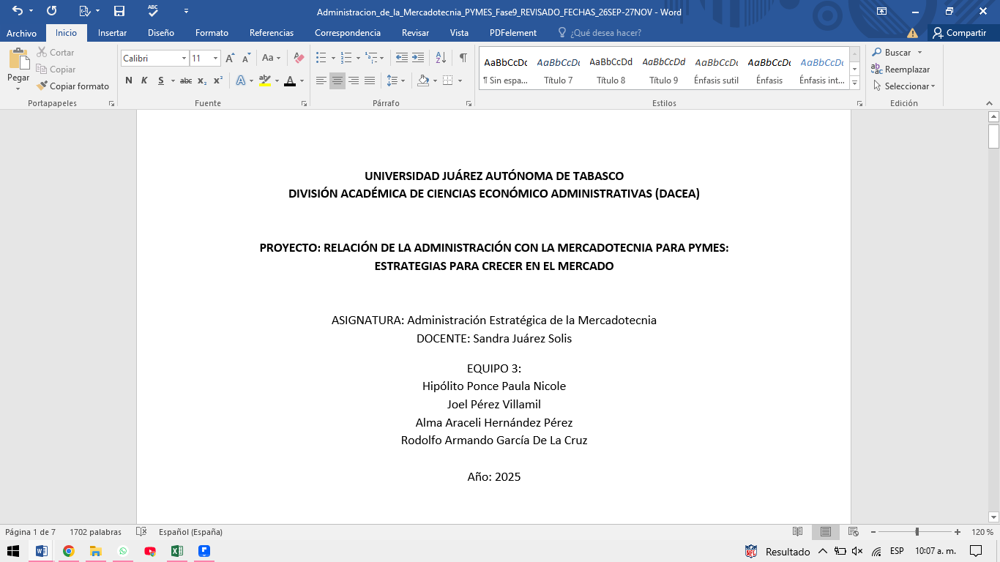 Administracion_de_la_Mercadotecnia_PYMES_Fase9_REVISADO_FECHAS_26SEP-27NOV - Word
Archivo Inicio Insertar Diseño Formato Referencias Correspondencia Revisar Vista PDFelement ¿Qué desea hacer? Compartir
Pegar
Cortar
Copiar
Copiar formato
Portapapeles
Calibri 11
N K S abc x₂ x²
Fuente
Párrafo
AaBbCcDc AaBbCcDc AaBbCcDd AaBbCcDd AaBbCcDc AaBbCcDc AaBbCcDc
¶ Sin espa... Título 7 Título 8 Título 9 Énfasis sutil Énfasis Énfasis int...
Estilos
Buscar
Reemplazar
Seleccionar
Edición
UNIVERSIDAD JUÁREZ AUTÓNOMA DE TABASCO
DIVISIÓN ACADÉMICA DE CIENCIAS ECONÓMICO ADMINISTRATIVAS (DACEA)
PROYECTO: RELACIÓN DE LA ADMINISTRACIÓN CON LA MERCADOTECNIA PARA PYMES:
ESTRATEGIAS PARA CRECER EN EL MERCADO
ASIGNATURA: Administración Estratégica de la Mercadotecnia
DOCENTE: Sandra Juárez Solis
EQUIPO 3:
Hipólito Ponce Paula Nicole
Joel Pérez Villamil
Alma Araceli Hernández Pérez
Rodolfo Armando García De La Cruz
Año: 2025
Página 1 de 7 1702 palabras Español (España) 120 %
Resultado ESP 10:07 a. m.